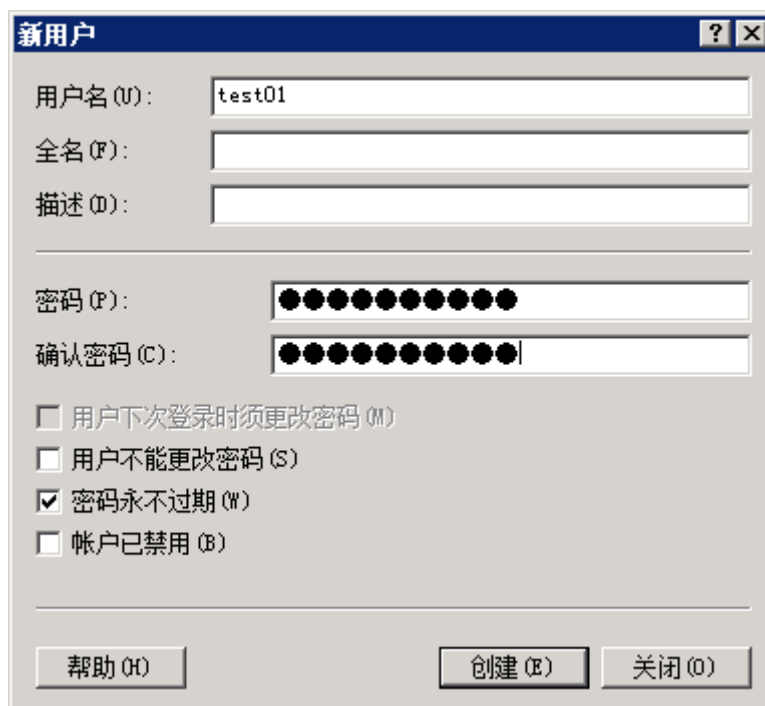 新用户
用户名(U): test01
全名(F):
描述(D):
密码(P): ●●●●●●●●●●
确认密码(C): ●●●●●●●●●●
用户下次登录时须更改密码(M)
用户不能更改密码(S)
密码永不过期(W)
帐户已禁用(B)
帮助(H) 创建(E) 关闭(O)